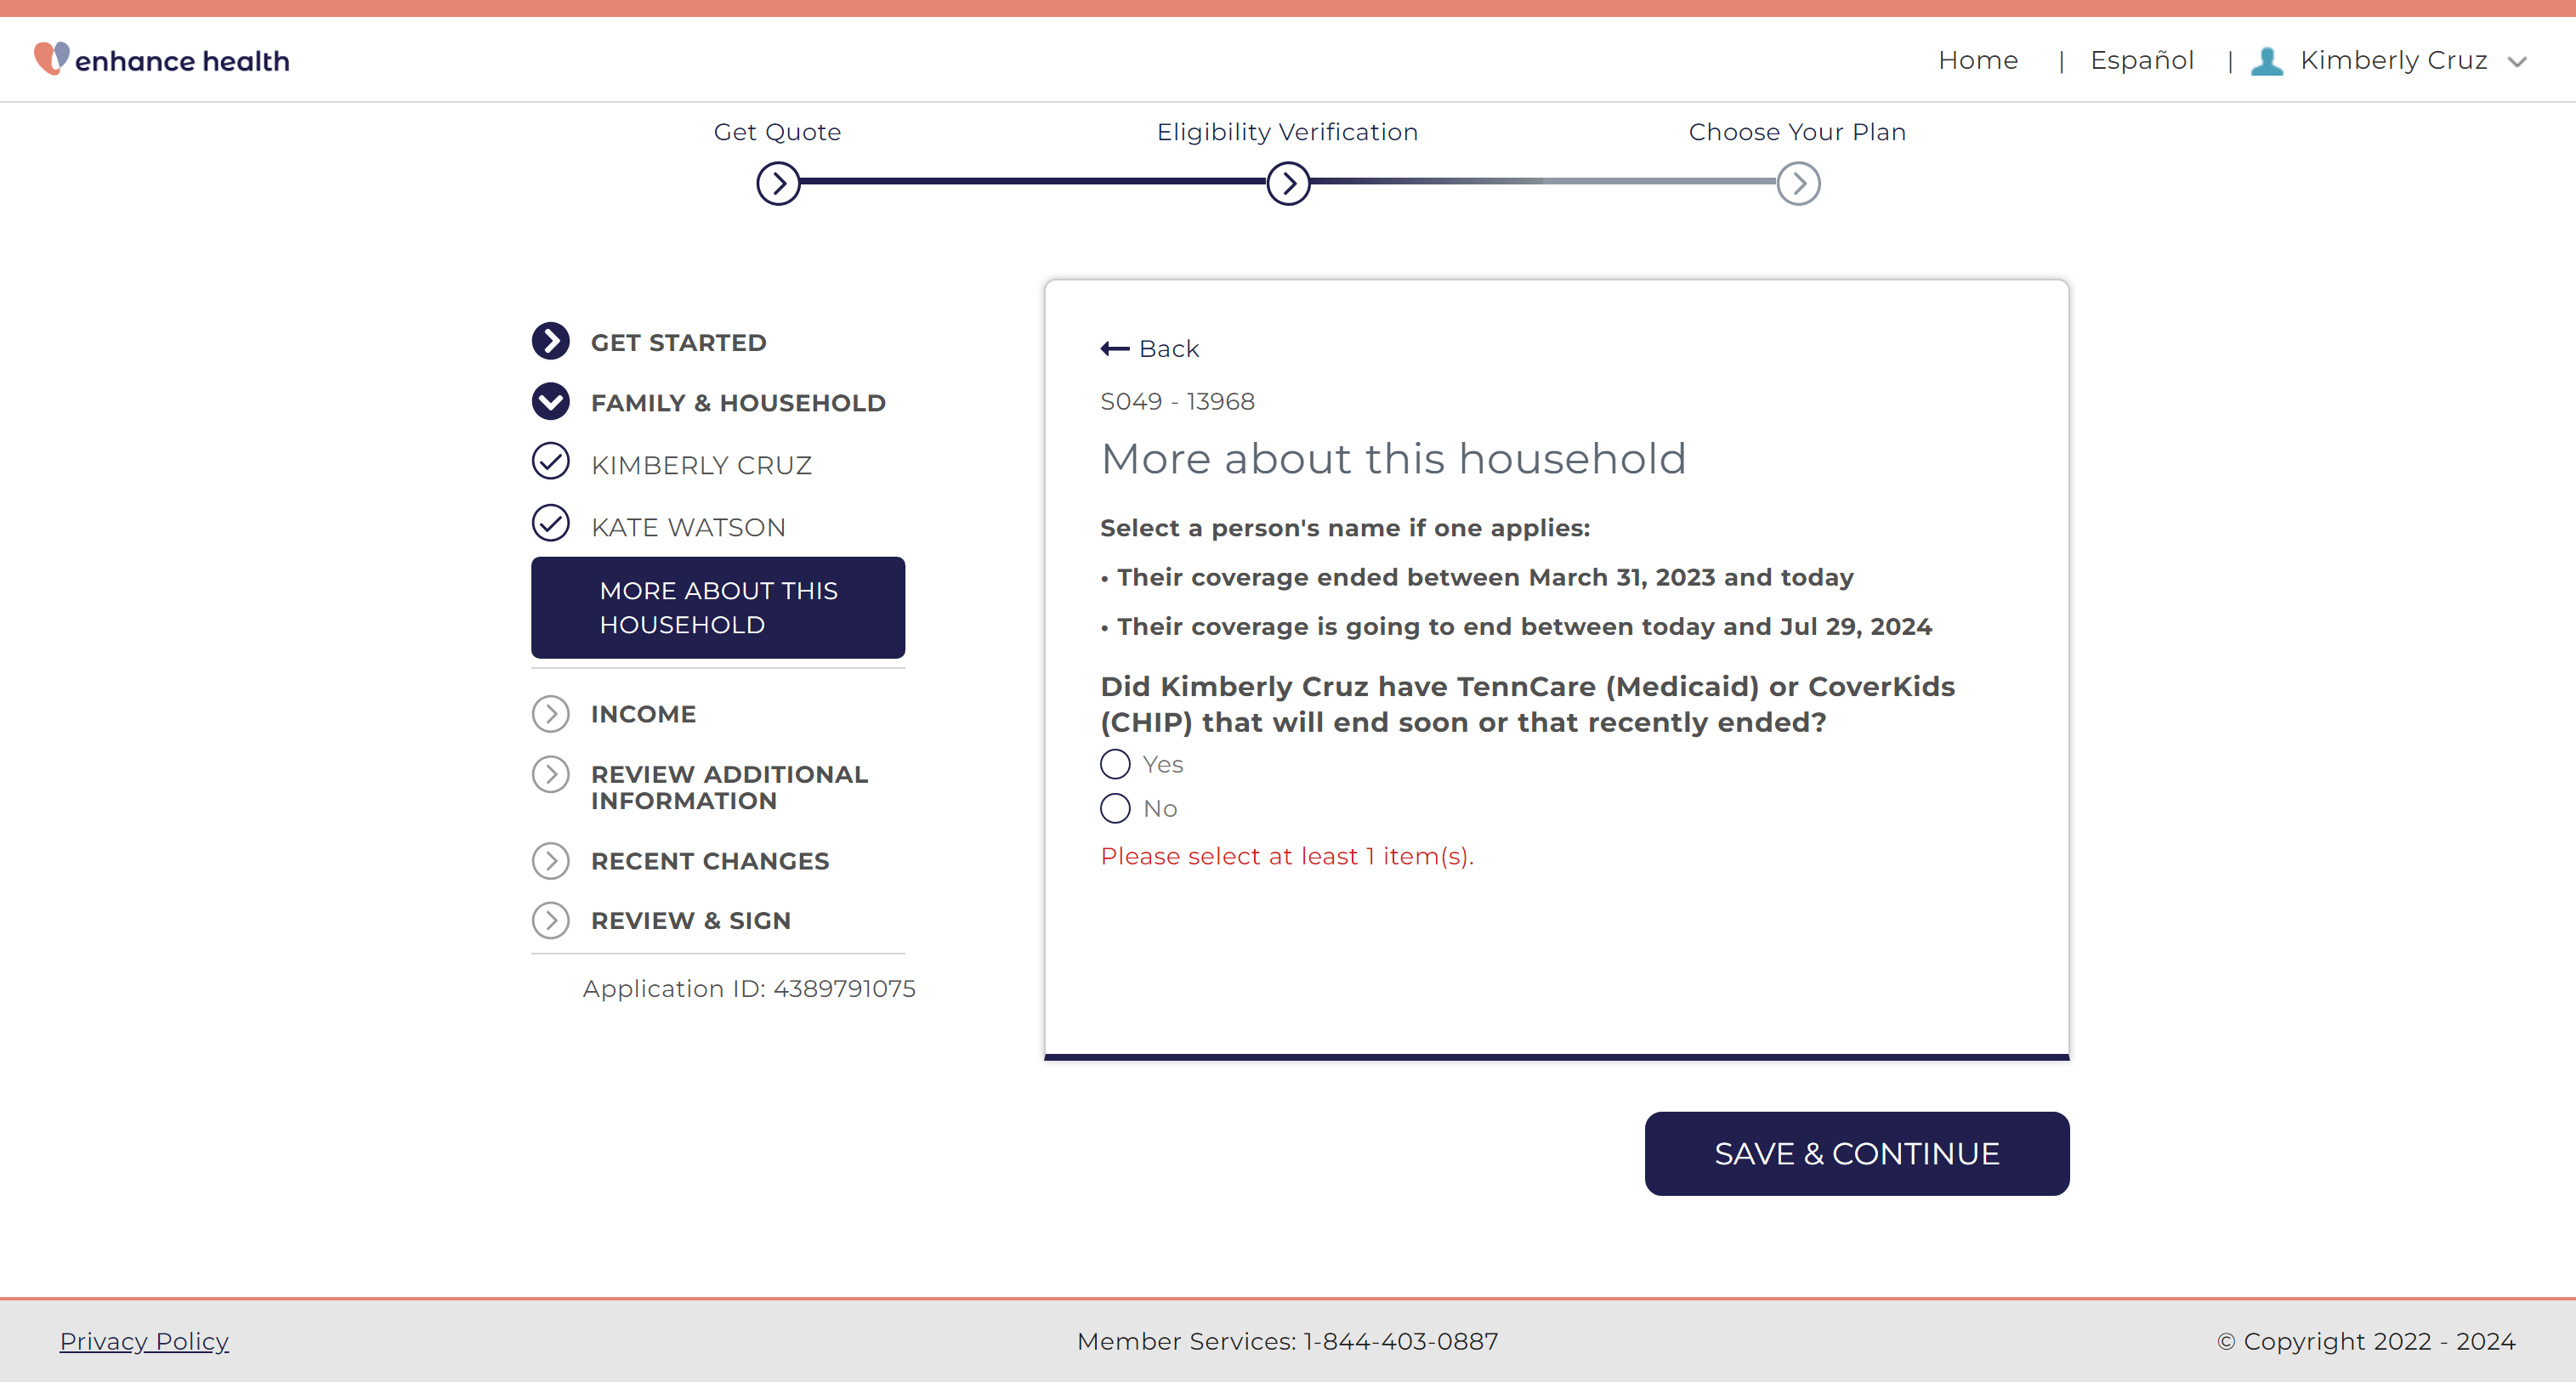 enhance health
Home | Español | Kimberly Cruz
Get Quote
Eligibility Verification
Choose Your Plan
GET STARTED
FAMILY & HOUSEHOLD
KIMBERLY CRUZ
KATE WATSON
MORE ABOUT THIS
HOUSEHOLD
INCOME
REVIEW ADDITIONAL
INFORMATION
RECENT CHANGES
REVIEW & SIGN
Application ID: 4389791075
Back
S049 - 13968
More about this household
Select a person's name if one applies:
• Their coverage ended between March 31, 2023 and today
• Their coverage is going to end between today and Jul 29, 2024
Did Kimberly Cruz have TennCare (Medicaid) or CoverKids
(CHIP) that will end soon or that recently ended?
Yes
No
Please select at least 1 item(s).
SAVE & CONTINUE
Privacy Policy
Member Services: 1-844-403-0887
© Copyright 2022 - 2024